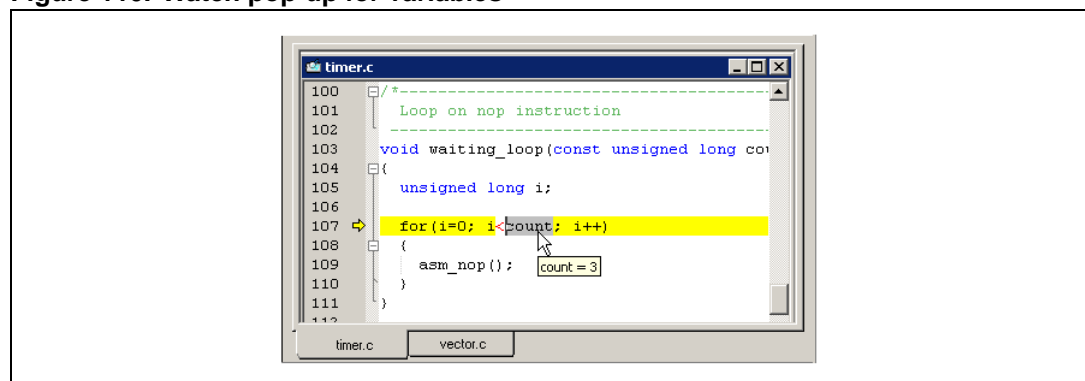 Figure 110. Watch pop-up for variables
timer.c
100 /*-----------------------------------------
101 Loop on nop instruction
102 -----------------------------------------
103 void waiting_loop(const unsigned long cou
104 {
105 unsigned long i;
106
107 for(i=0; i<count; i++)
108 {
109 asm_nop();
count = 3
110 }
111 }
112
timer.c vector.c